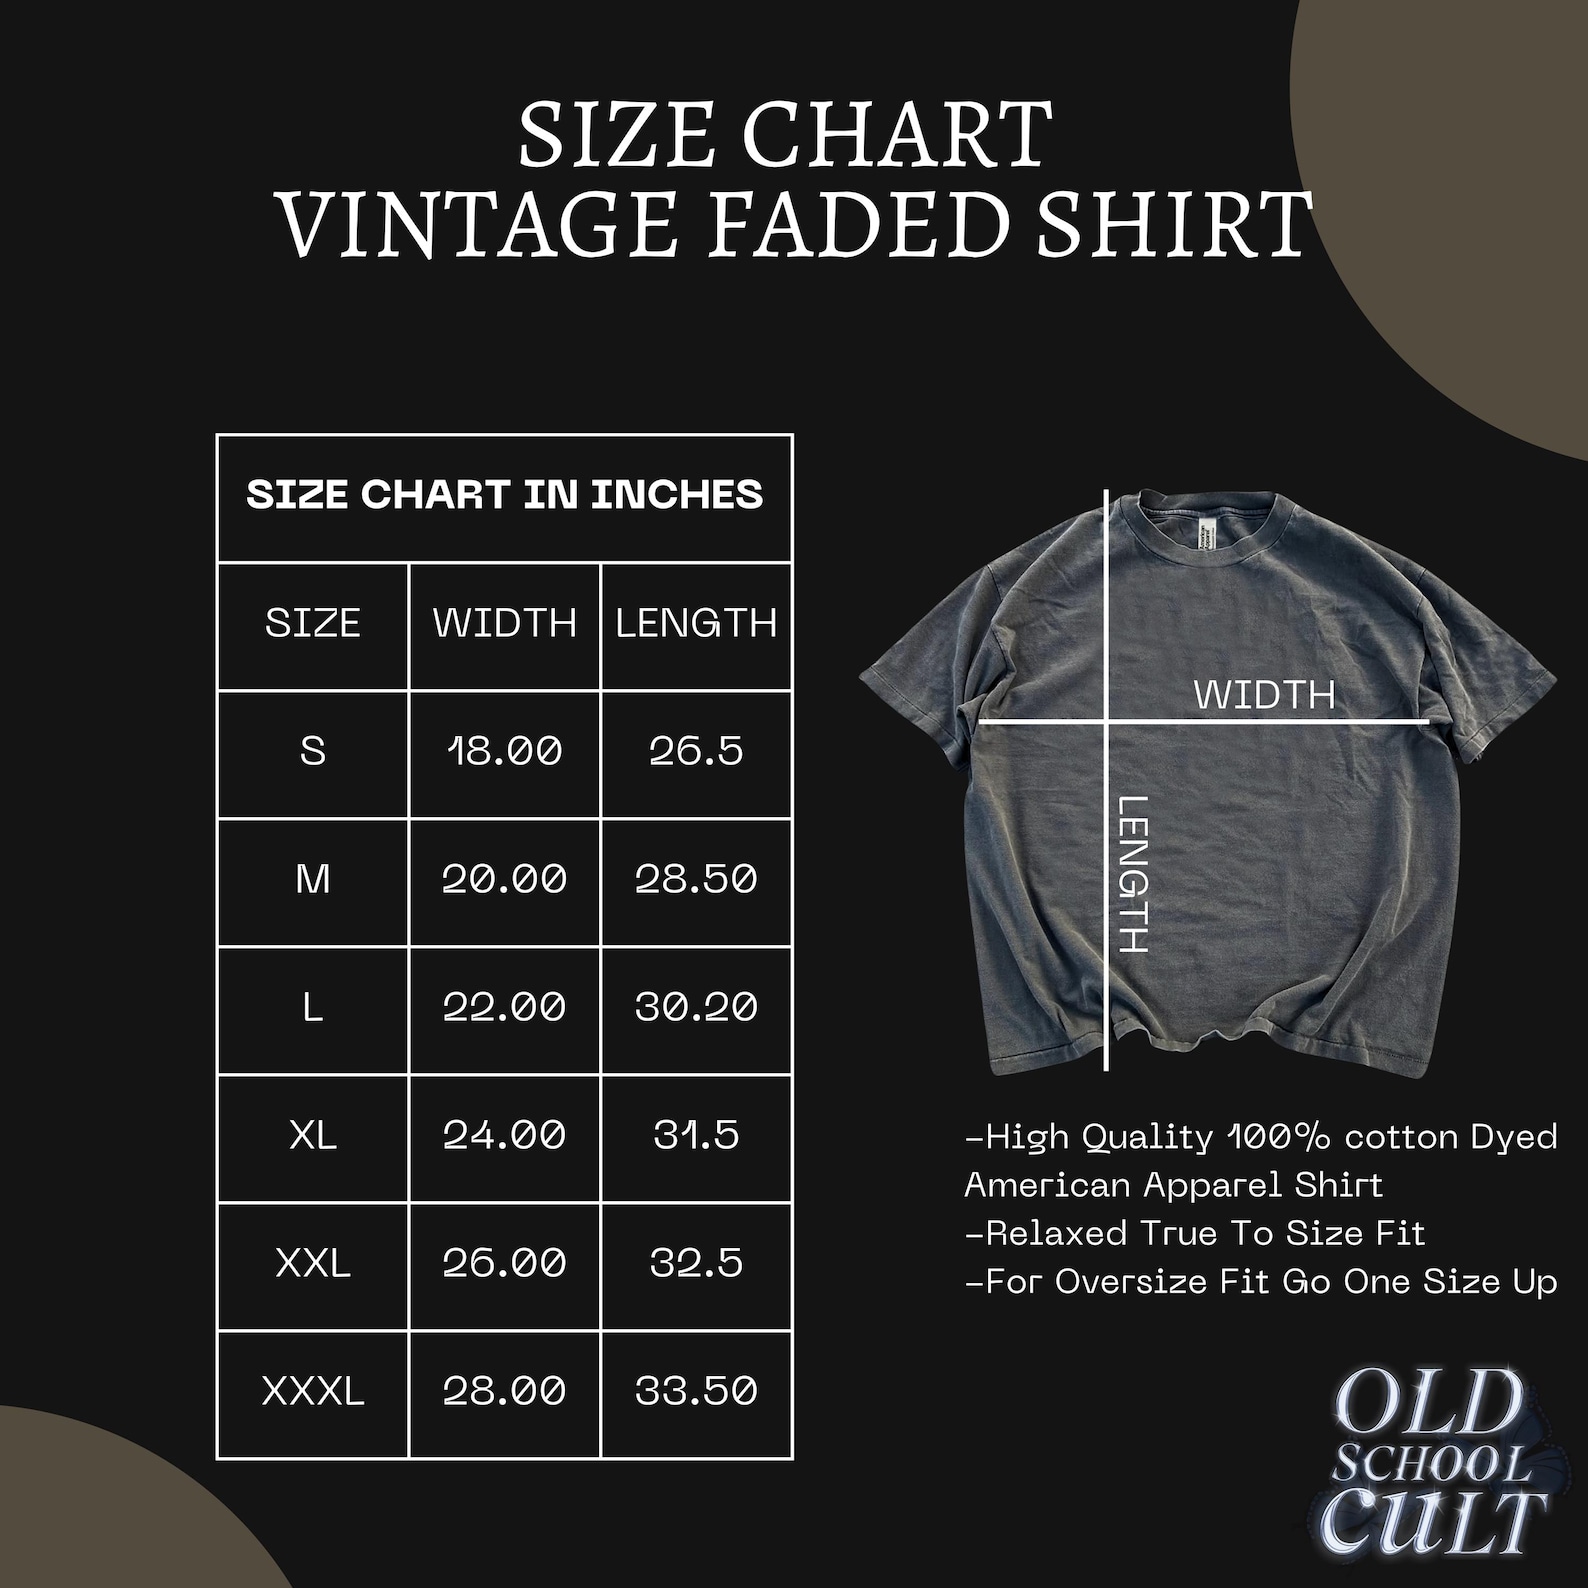 SIZE CHART
VINTAGE FADED SHIRT
SIZE CHART IN INCHES
SIZE WIDTH LENGTH
S 18.00 26.5
M 20.00 28.50
L 22.00 30.20
XL 24.00 31.5
XXL 26.00 32.5
XXXL 28.00 33.50
American
Apparel
WIDTH
LENGTH
-High Quality 100% cotton Dyed
American Apparel Shirt
-Relaxed True To Size Fit
-For Oversize Fit Go One Size Up
OLD
SCHOOL
CULT